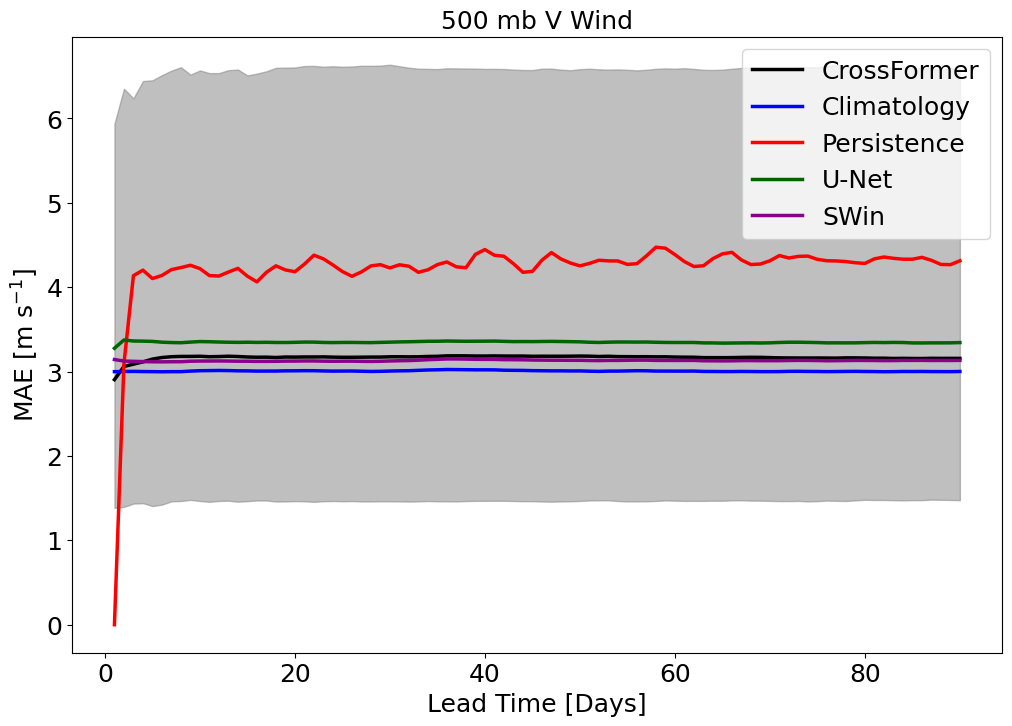 500 mb V Wind
CrossFormer
Climatology
Persistence
U-Net
SWin
MAE [m s⁻¹]
6
5
4
3
2
1
0
0 20 40 60 80
Lead Time [Days]